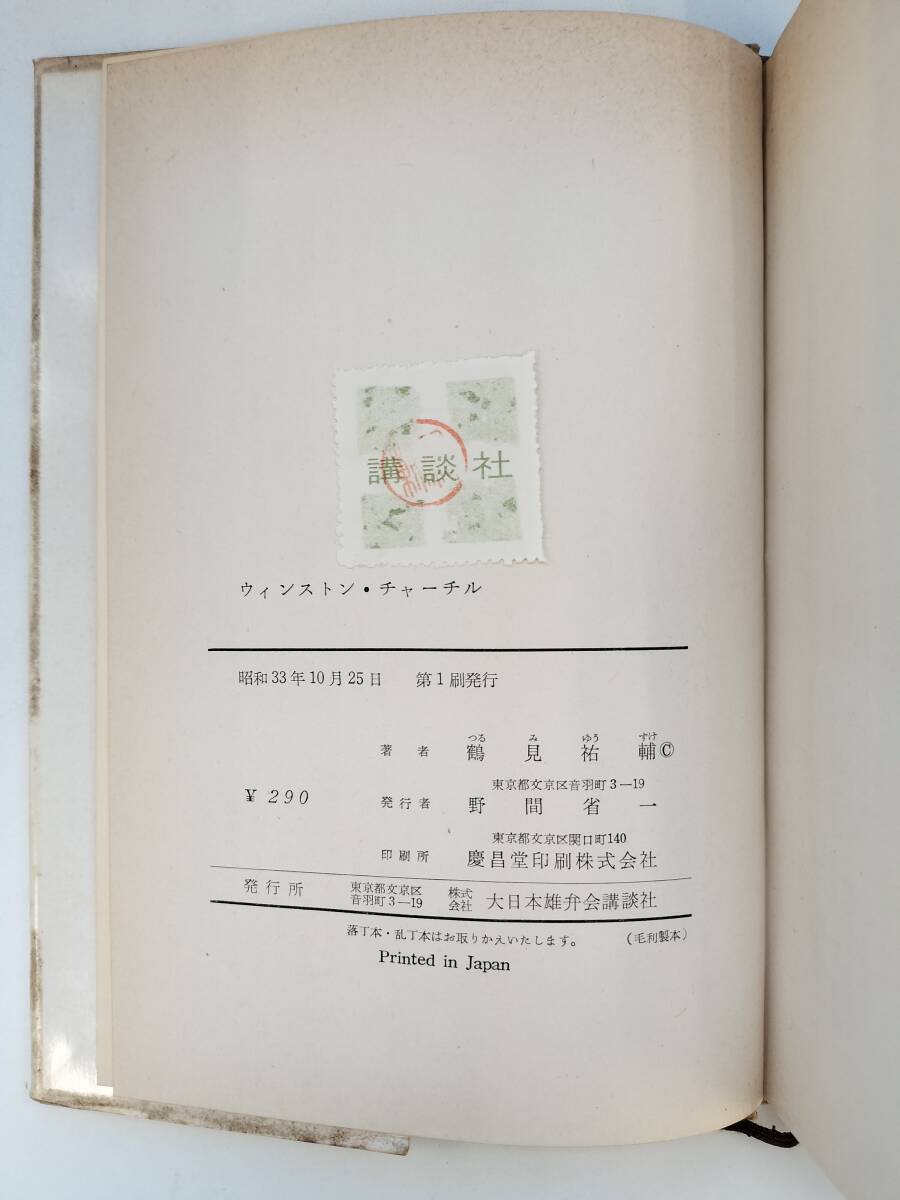 講談社
ウィンストン・チャーチル
昭和33年10月25日 第1刷発行
つる み ゆう すけ
著者 鶴見祐輔©
東京都文京区音羽町3—19
¥ 290 発行者 野間省一
東京都文京区関口町140
印刷所 慶昌堂印刷株式会社
発行所 東京都文京区音羽町3—19 株式会社 大日本雄弁会講談社
落丁本・乱丁本はお取りかえいたします。 (毛利製本)
Printed in Japan